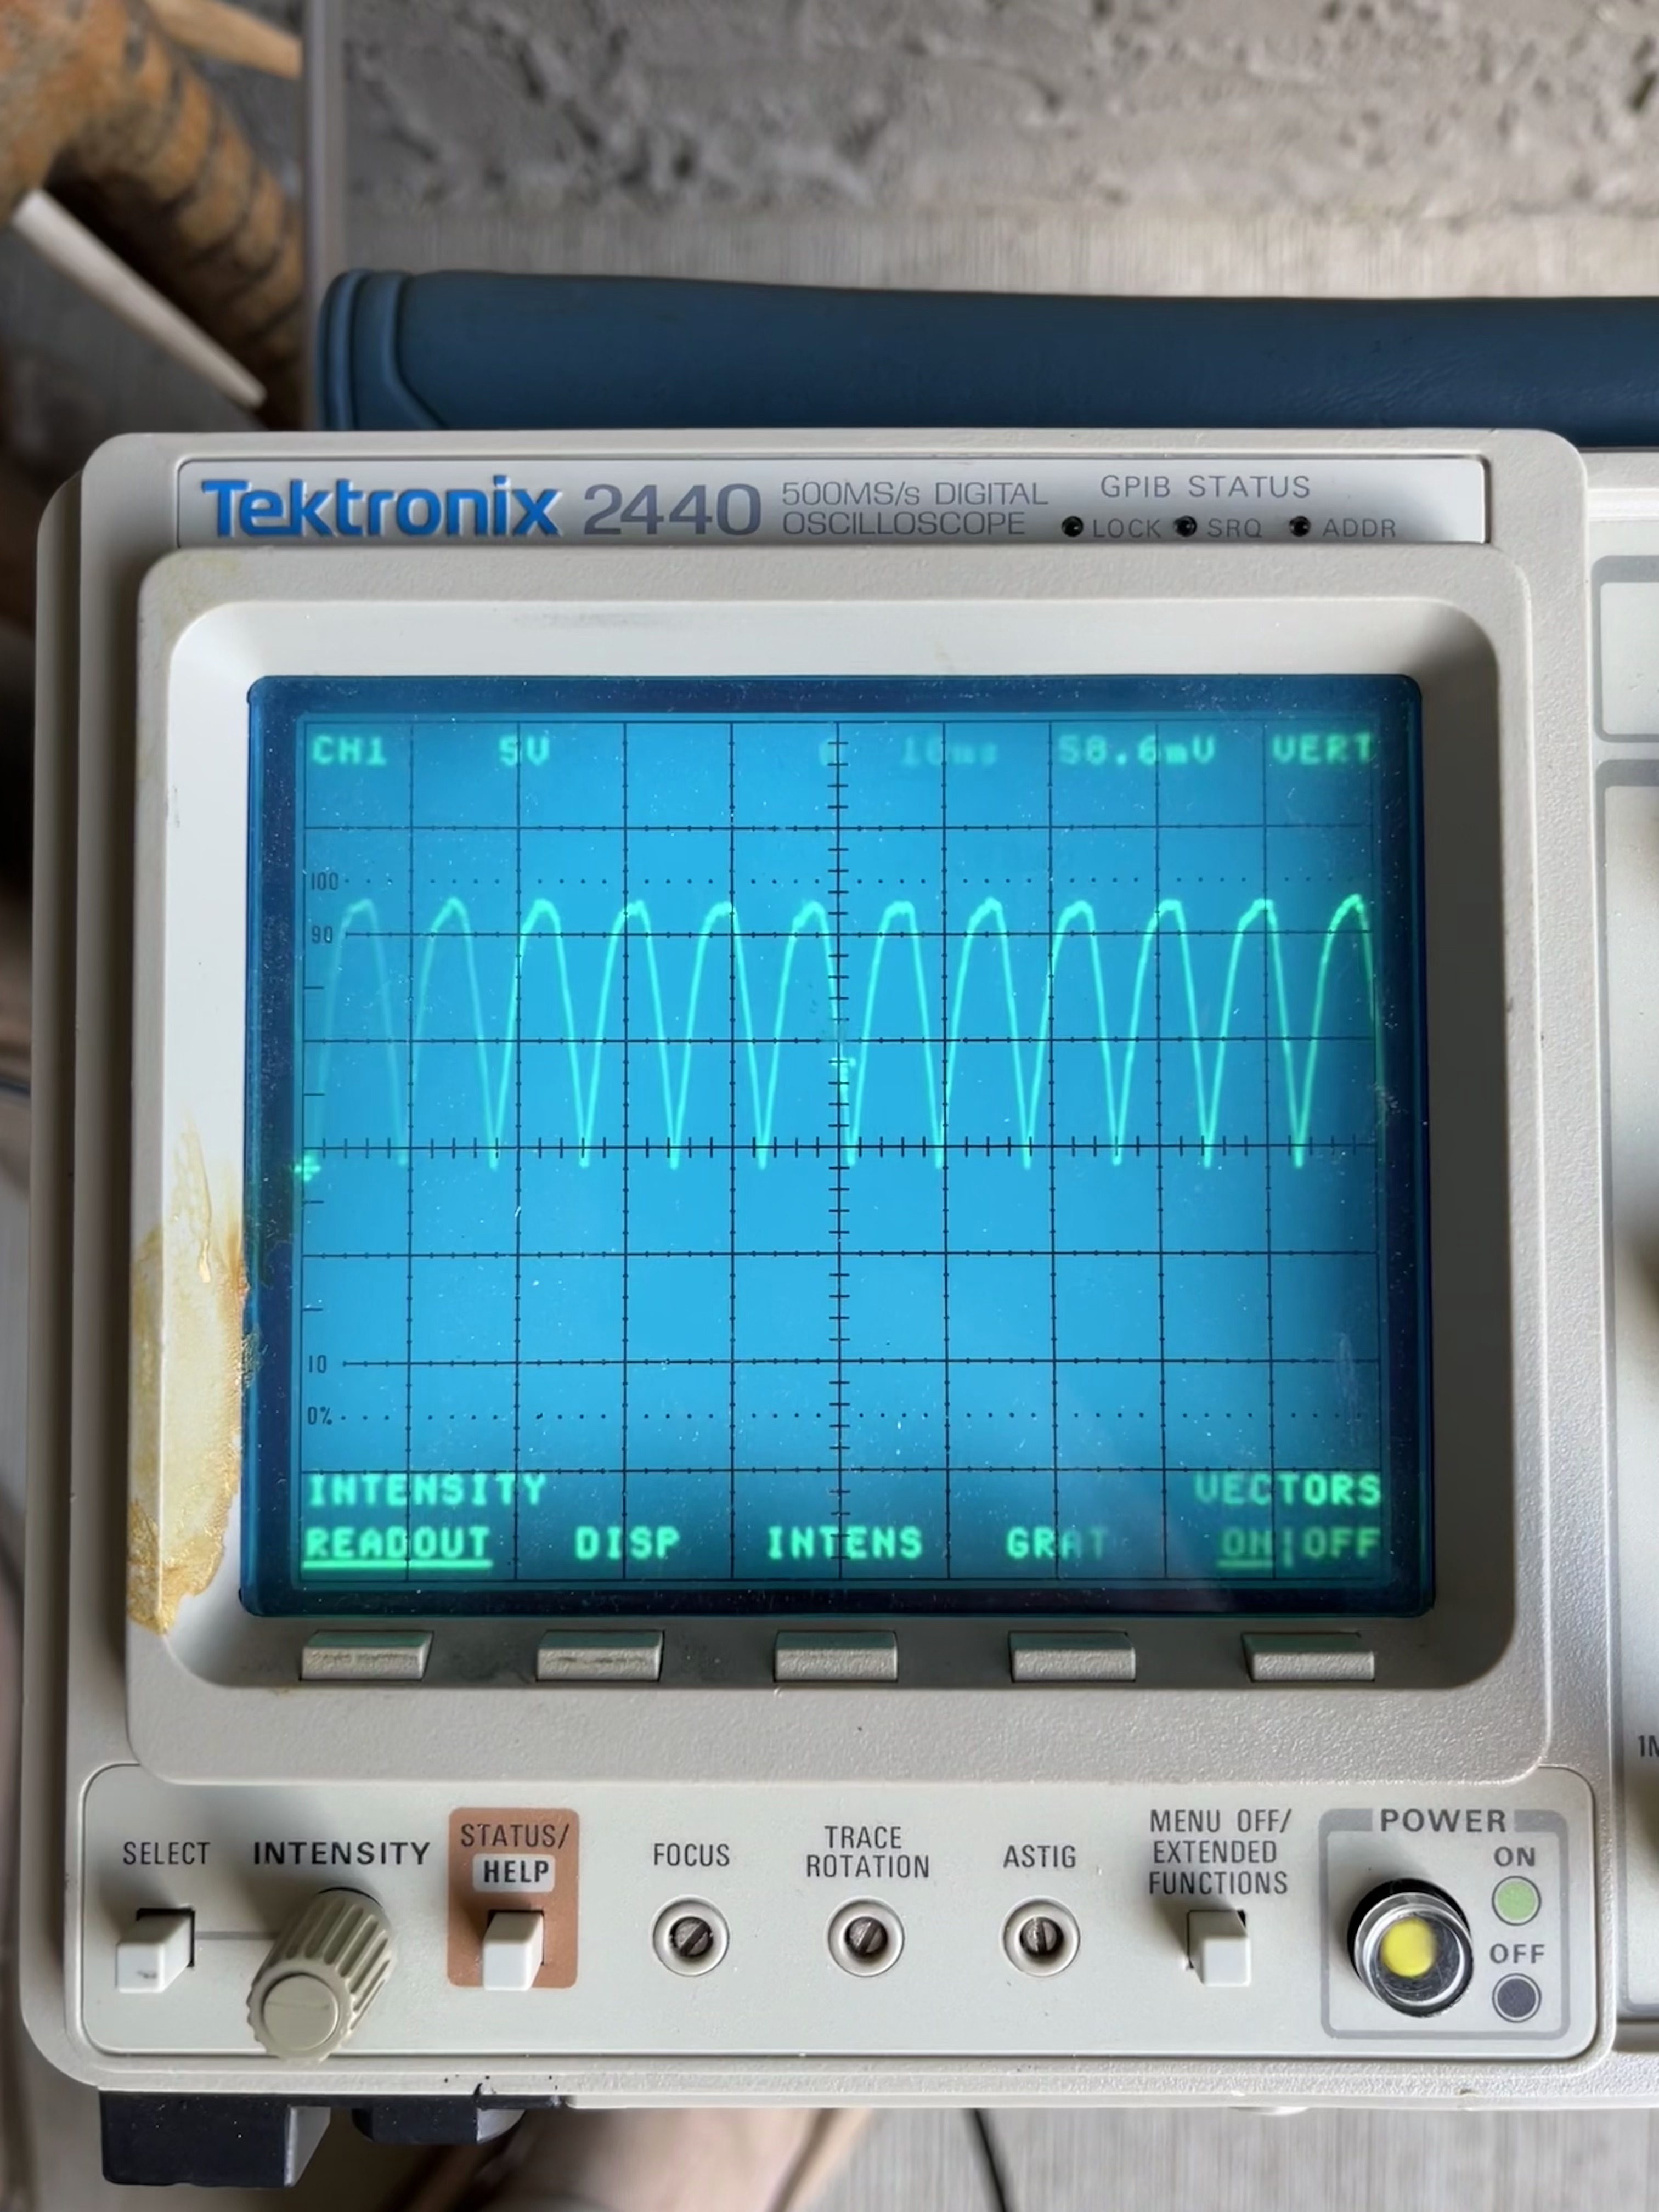 Tektronix 2440 500MS/s DIGITAL OSCILLOSCOPE
GPIB STATUS
LOCK SRQ ADDR
CH1 5V 58.6mV VERT
100
90
10
0%
INTENSITY VECTORS
READOUT DISP INTENS GRAT ON|OFF
SELECT
INTENSITY
STATUS/
HELP
FOCUS
TRACE
ROTATION
ASTIG
MENU OFF/
EXTENDED
FUNCTIONS
POWER
ON
OFF